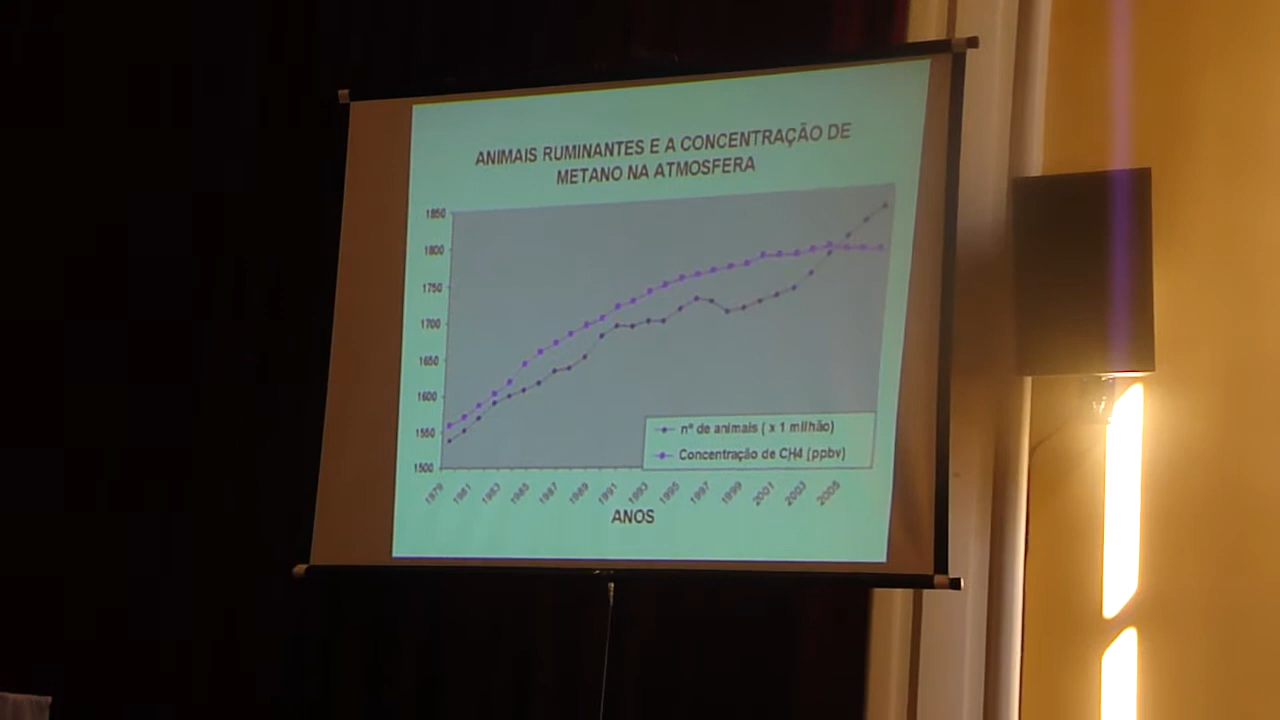 ANIMAIS RUMINANTES E A CONCENTRAÇÃO DE
METANO NA ATMOSFERA
1850
1800
1750
1700
1650
1600
1550
1500
nº de animais ( x 1 milhão)
Concentração de CH4 (ppbv)
1979 1981 1983 1985 1987 1989 1991 1993 1995 1997 1999 2001 2003 2005
ANOS